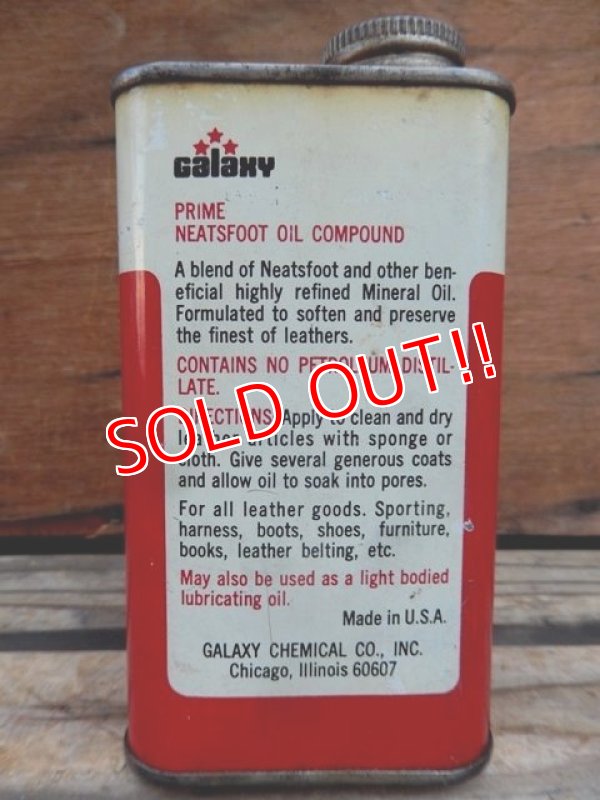 Galaxy
PRIME
NEATSFOOT OIL COMPOUND
A blend of Neatsfoot and other ben-
eficial highly refined Mineral Oil.
Formulated to soften and preserve
the finest of leathers.
CONTAINS NO PETROLEUM DISTIL-
LATE.
SOLD OUT!!
DIRECTIONS: Apply to clean and dry
leather articles with sponge or
cloth. Give several generous coats
and allow oil to soak into pores.
For all leather goods. Sporting,
harness, boots, shoes, furniture,
books, leather belting, etc.
May also be used as a light bodied
lubricating oil.
Made in U.S.A.
GALAXY CHEMICAL CO., INC.
Chicago, Illinois 60607